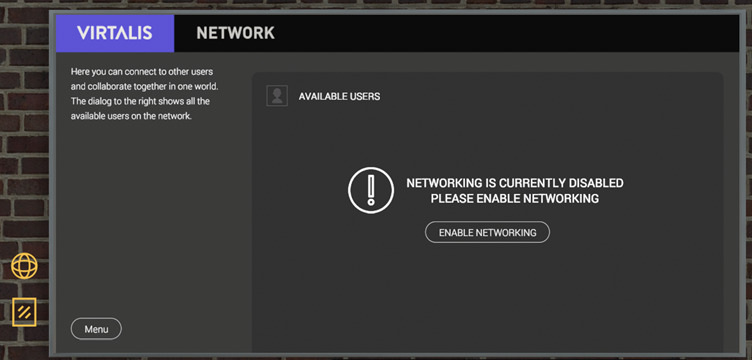 VIRTALIS
NETWORK
Here you can connect to other users
and collaborate together in one world.
The dialog to the right shows all the
available users on the network.
AVAILABLE USERS
NETWORKING IS CURRENTLY DISABLED
PLEASE ENABLE NETWORKING
ENABLE NETWORKING
Menu